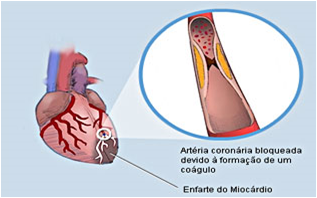 Artéria coronária bloqueada
devido á formação de um
coágulo
Enfarte do Miocárdio